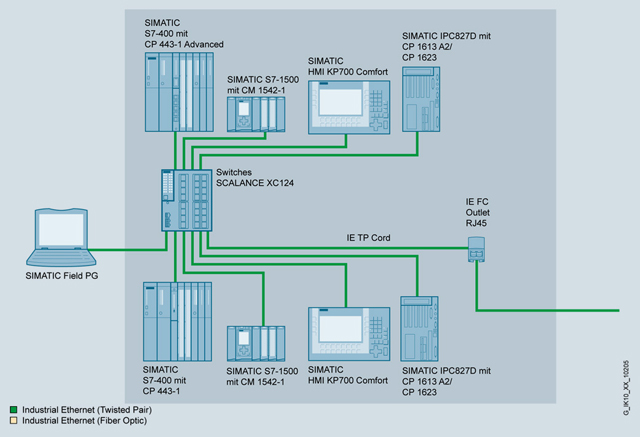 SIMATIC
S7-400 mit
CP 443-1 Advanced
SIMATIC S7-1500
mit CM 1542-1
SIMATIC
HMI KP700 Comfort
SIMATIC IPC827D mit
CP 1613 A2/
CP 1623
Switches
SCALANCE XC124
IE FC
Outlet
RJ45
IE TP Cord
SIMATIC Field PG
SIMATIC
S7-400 mit
CP 443-1
SIMATIC S7-1500
mit CM 1542-1
SIMATIC
HMI KP700 Comfort
SIMATIC IPC827D mit
CP 1613 A2/
CP 1623
Industrial Ethernet (Twisted Pair)
Industrial Ethernet (Fiber Optic)
G_IK10_XX_10205